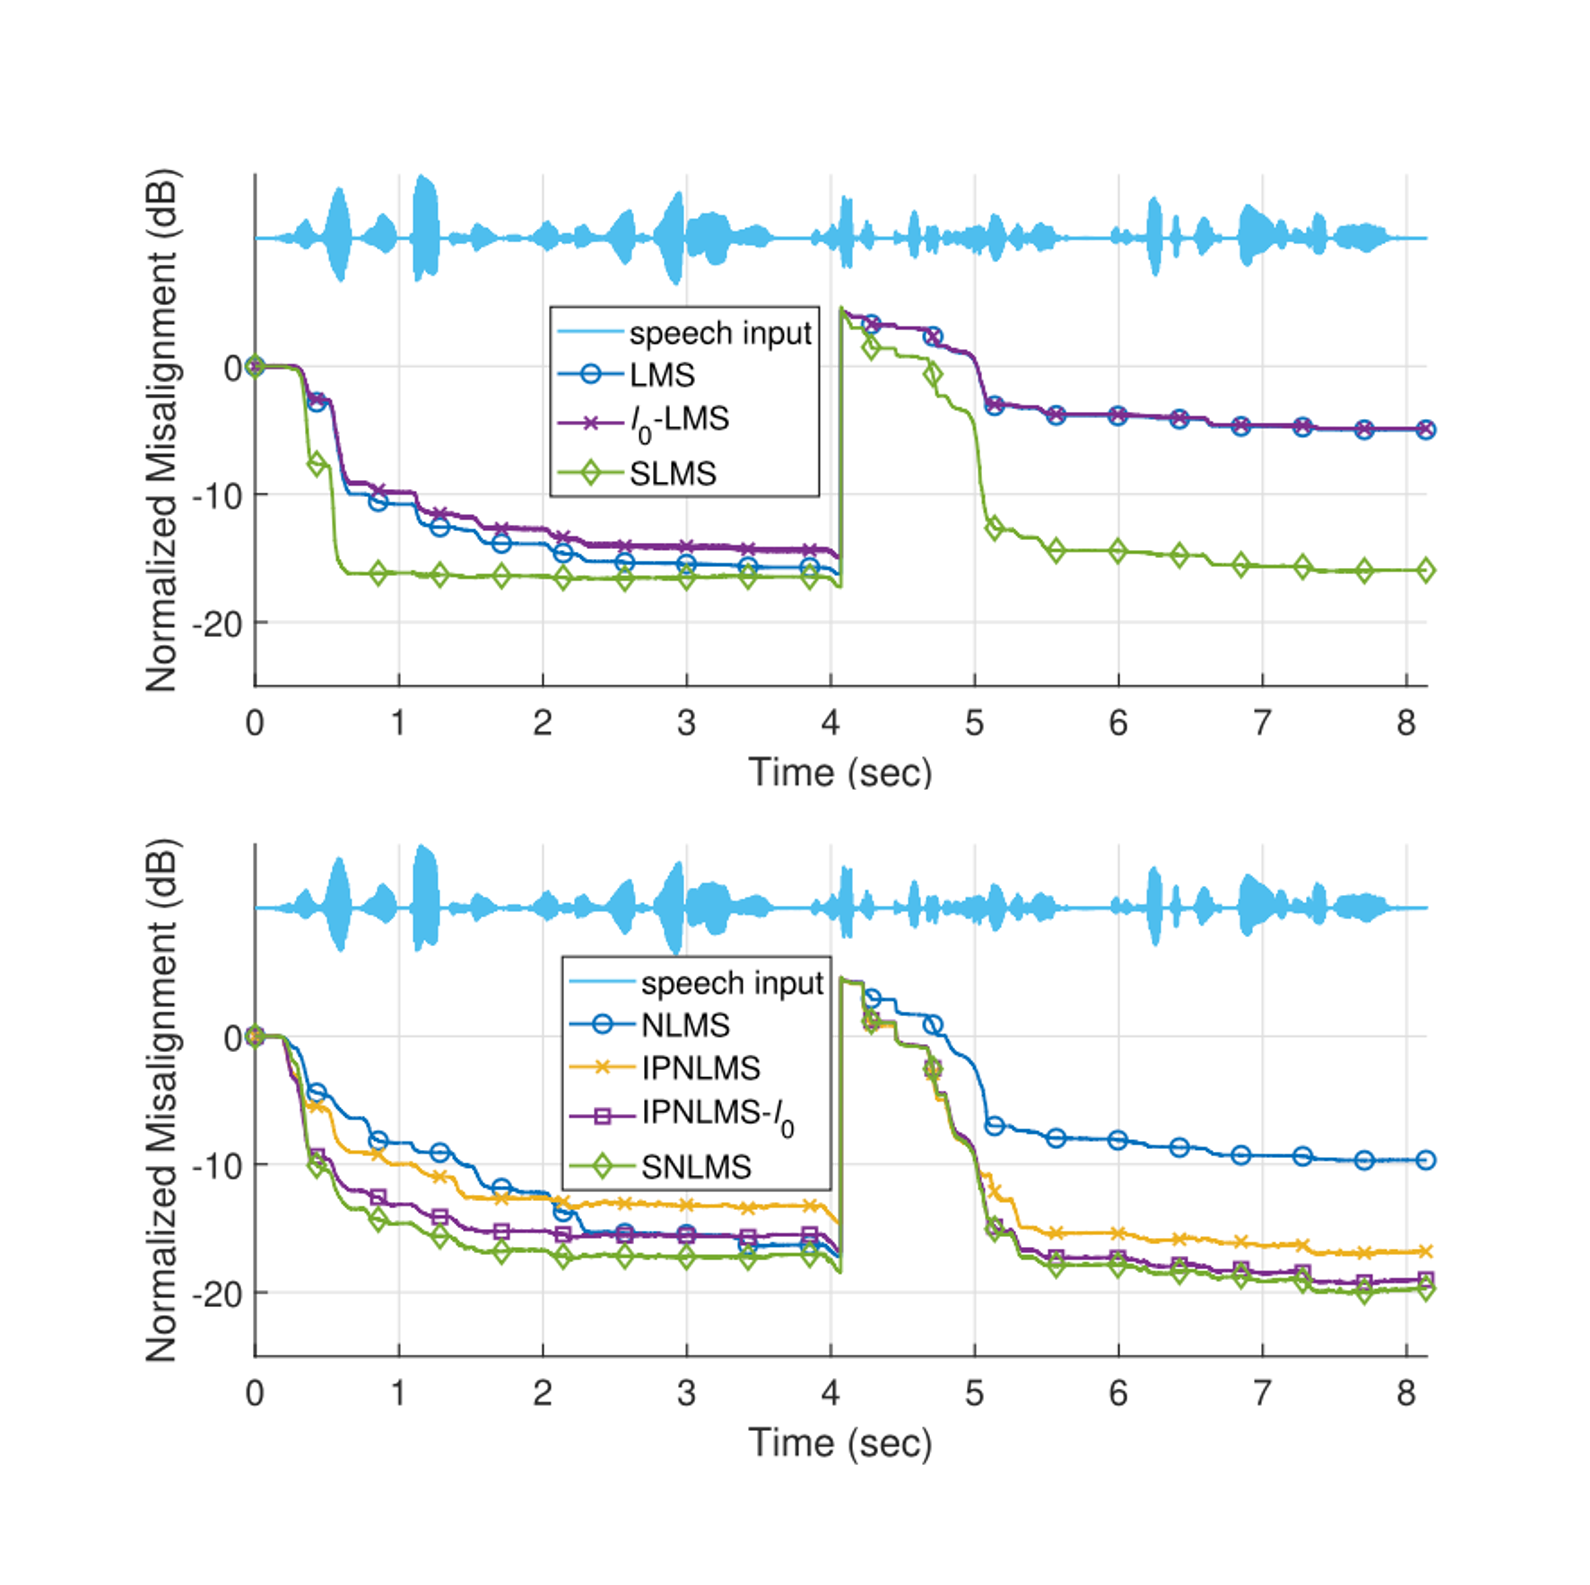 Normalized Misalignment (dB)
0
-10
-20
speech input
LMS
l0-LMS
SLMS
0 1 2 3 4 5 6 7 8
Time (sec)
Normalized Misalignment (dB)
0
-10
-20
speech input
NLMS
IPNLMS
IPNLMS-l0
SNLMS
0 1 2 3 4 5 6 7 8
Time (sec)